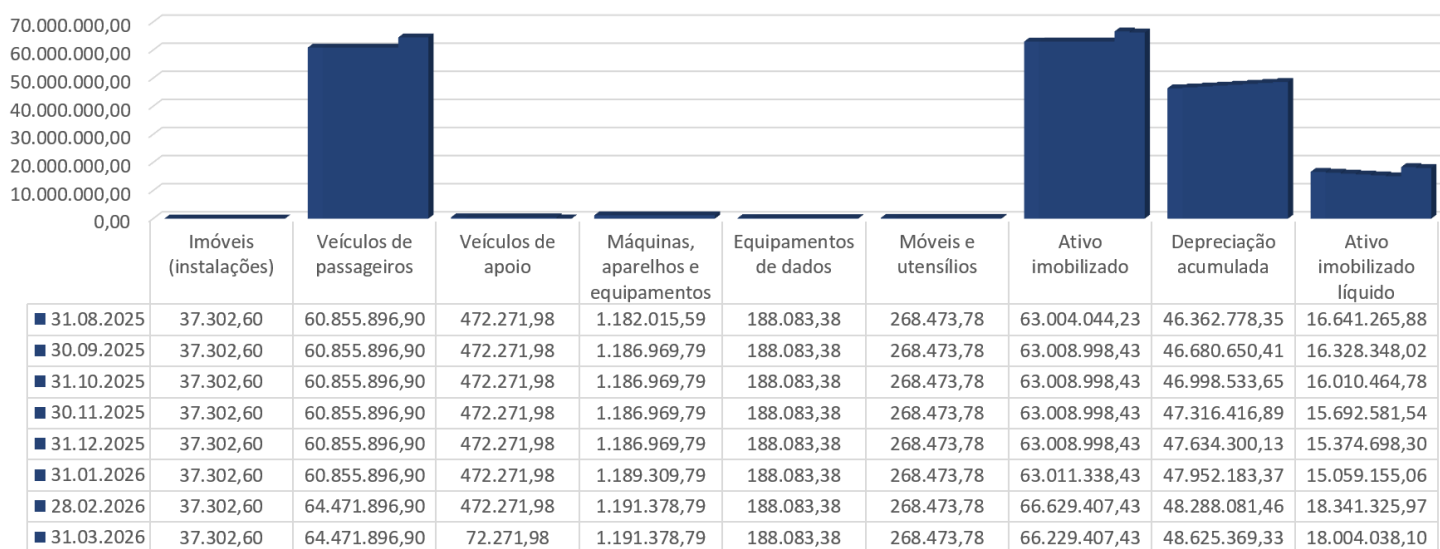 70.000.000,00
60.000.000,00
50.000.000,00
40.000.000,00
30.000.000,00
20.000.000,00
10.000.000,00
0,00
Imóveis (instalações) Veículos de passageiros Veículos de apoio Máquinas, aparelhos e equipamentos Equipamentos de dados Móveis e utensílios Ativo imobilizado Depreciação acumulada Ativo imobilizado líquido
31.08.2025 37.302,60 60.855.896,90 472.271,98 1.182.015,59 188.083,38 268.473,78 63.004.044,23 46.362.778,35 16.641.265,88
30.09.2025 37.302,60 60.855.896,90 472.271,98 1.186.969,79 188.083,38 268.473,78 63.008.998,43 46.680.650,41 16.328.348,02
31.10.2025 37.302,60 60.855.896,90 472.271,98 1.186.969,79 188.083,38 268.473,78 63.008.998,43 46.998.533,65 16.010.464,78
30.11.2025 37.302,60 60.855.896,90 472.271,98 1.186.969,79 188.083,38 268.473,78 63.008.998,43 47.316.416,89 15.692.581,54
31.12.2025 37.302,60 60.855.896,90 472.271,98 1.186.969,79 188.083,38 268.473,78 63.008.998,43 47.634.300,13 15.374.698,30
31.01.2026 37.302,60 60.855.896,90 472.271,98 1.189.309,79 188.083,38 268.473,78 63.011.338,43 47.952.183,37 15.059.155,06
28.02.2026 37.302,60 64.471.896,90 472.271,98 1.191.378,79 188.083,38 268.473,78 66.629.407,43 48.288.081,46 18.341.325,97
31.03.2026 37.302,60 64.471.896,90 72.271,98 1.191.378,79 188.083,38 268.473,78 66.229.407,43 48.625.369,33 18.004.038,10